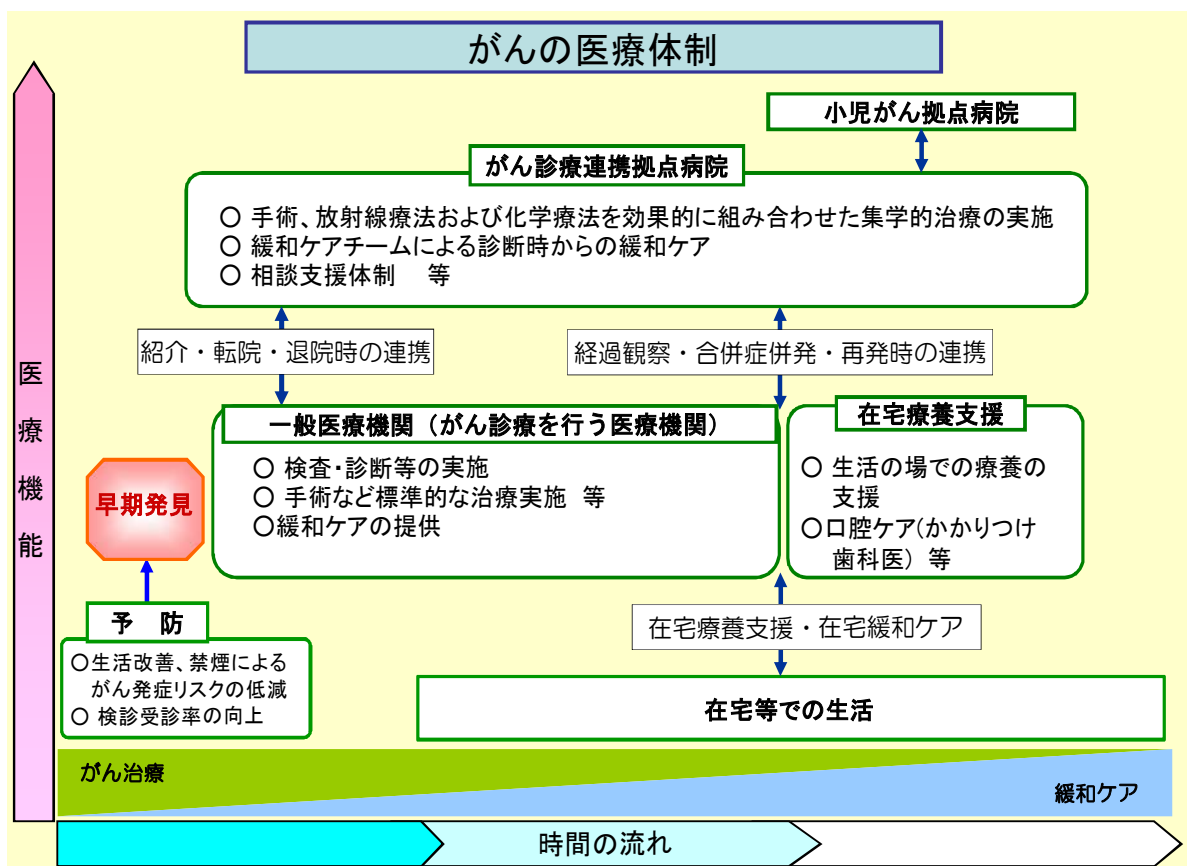 がんの医療体制
小児がん拠点病院
がん診療連携拠点病院
○ 手術、放射線療法および化学療法を効果的に組み合わせた集学的治療の実施
○ 緩和ケアチームによる診断時からの緩和ケア
○ 相談支援体制　等
紹介・転院・退院時の連携
経過観察・合併症併発・再発時の連携
医療機能
一般医療機関（がん診療を行う医療機関）
○ 検査・診断等の実施
○ 手術など標準的な治療実施　等
○緩和ケアの提供
在宅療養支援
○ 生活の場での療養の
支援
○口腔ケア(かかりつけ
歯科医）等
早期発見
予　防
○生活改善、禁煙による
がん発症リスクの低減
○ 検診受診率の向上
在宅療養支援・在宅緩和ケア
在宅等での生活
がん治療
緩和ケア
時間の流れ